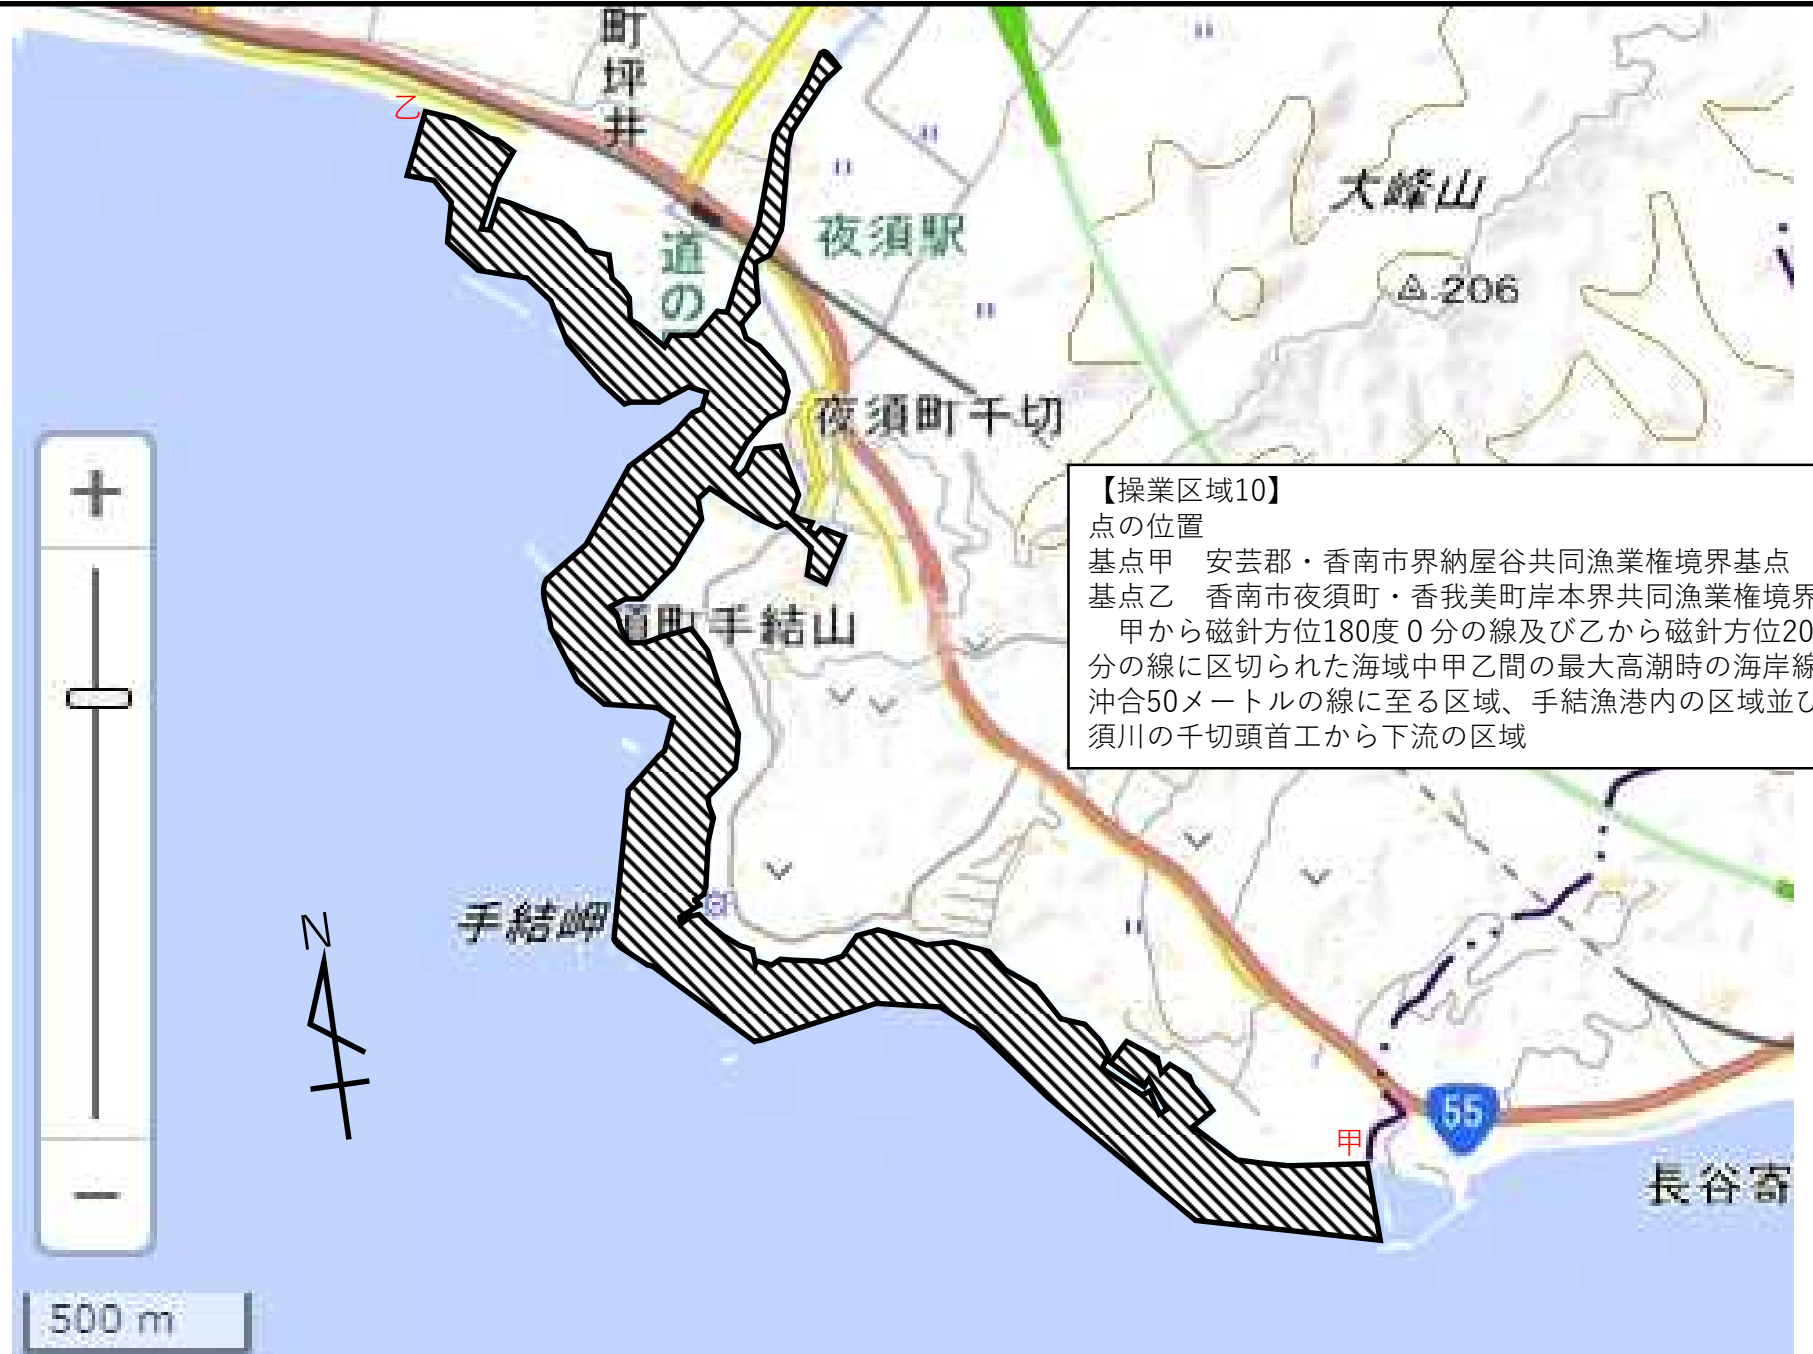 町坪井
乙
大峰山
夜須駅
道の
206
夜須町千切
【操業区域10】
点の位置
基点甲　安芸郡・香南市界納屋谷共同漁業権境界基点
基点乙　香南市夜須町・香我美町岸本界共同漁業権境界
甲から磁針方位180度０分の線及び乙から磁針方位20
分の線に区切られた海域中甲乙間の最大高潮時の海岸線
沖合50メートルの線に至る区域、手結漁港内の区域並び
須川の千切頭首工から下流の区域
須町手結山
手結岬
N
55
甲
長谷寄
500 m